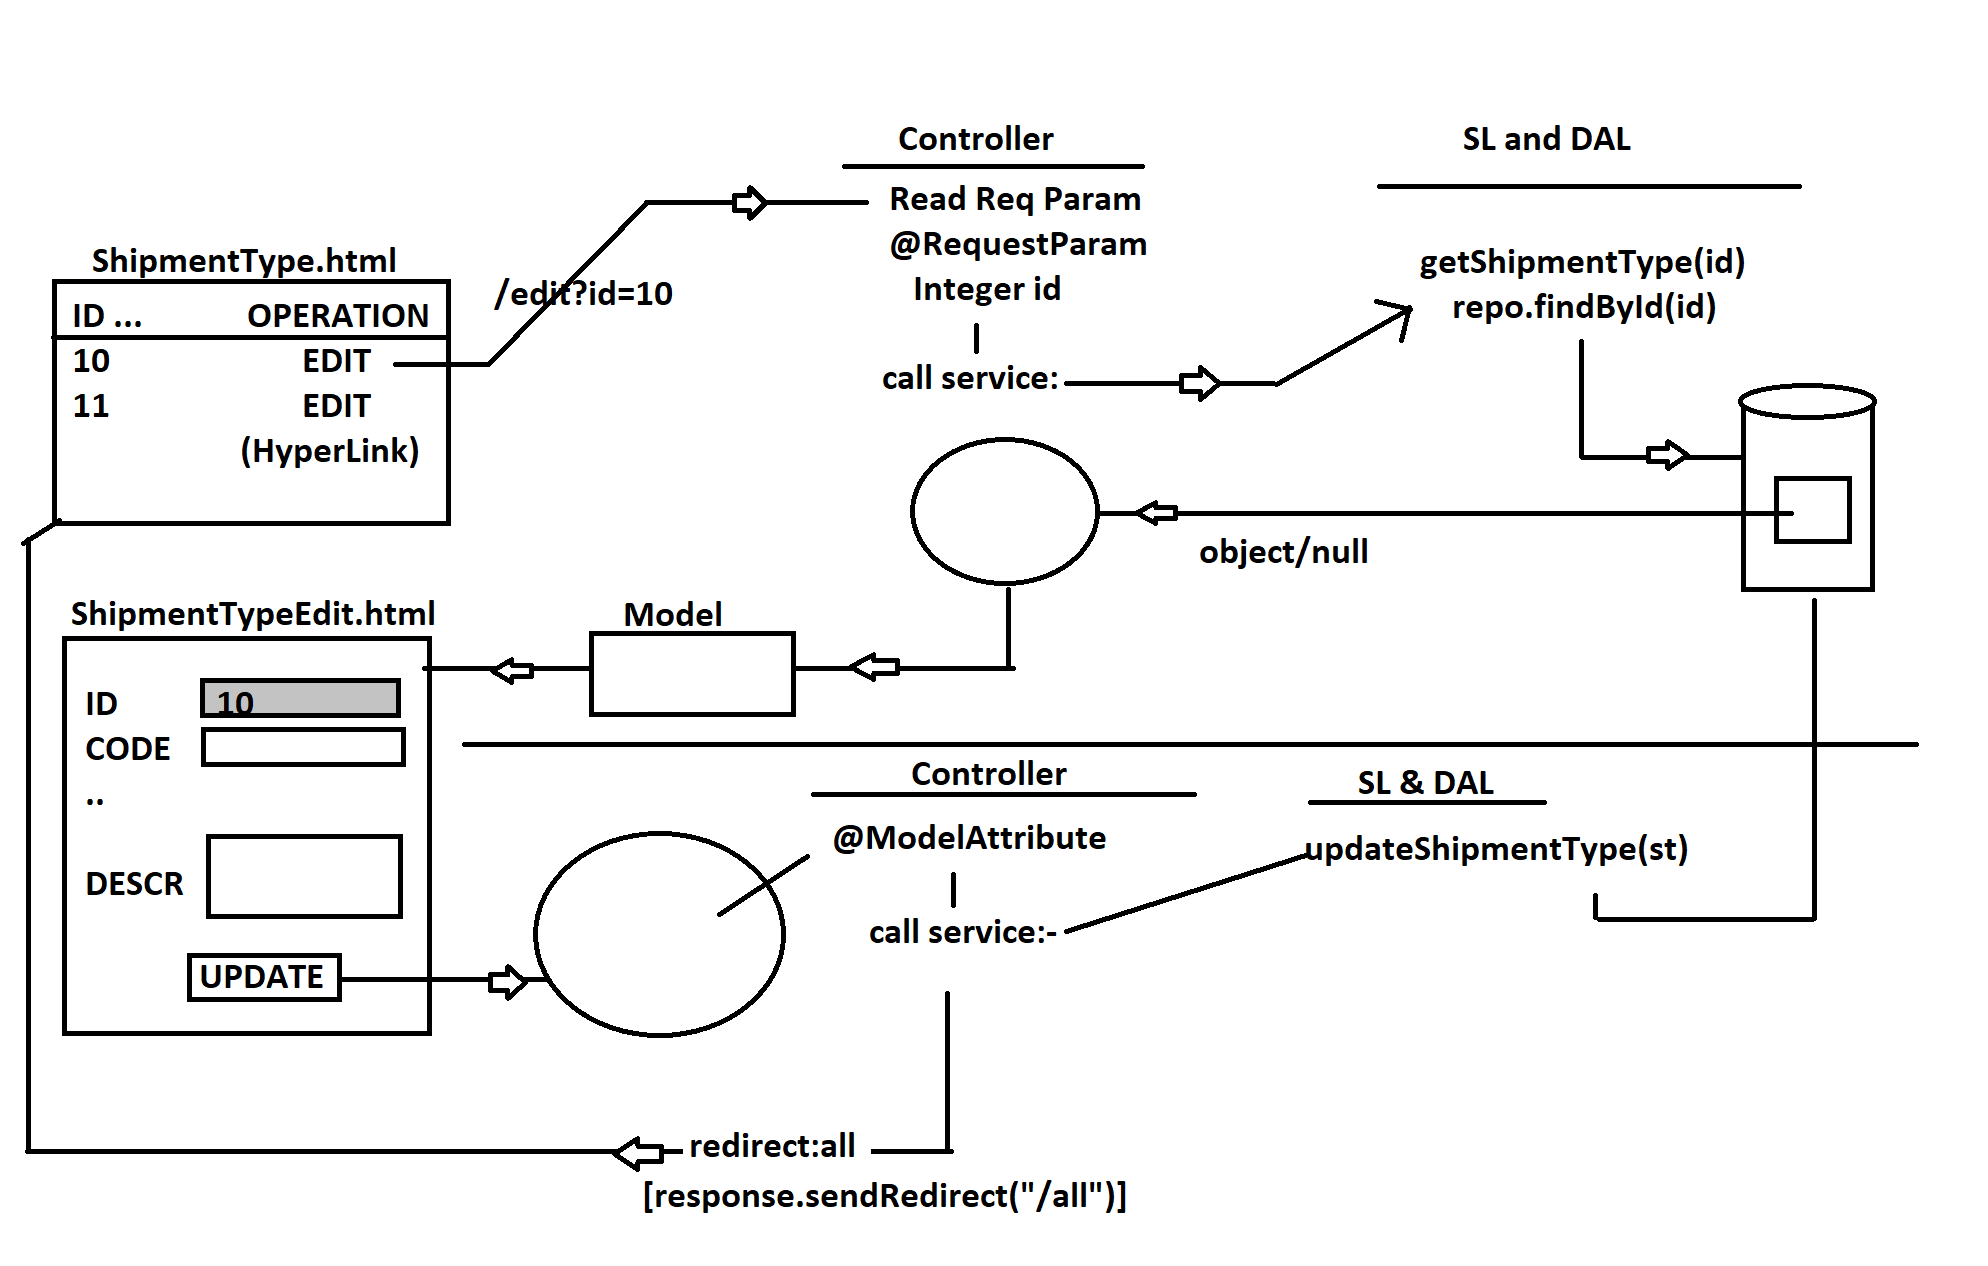 Controller
SL and DAL
Read Req Param
@RequestParam
Integer id
call service:
getShipmentType(id)
repo.findById(id)
ShipmentType.html
/edit?id=10
ID ... OPERATION
10 EDIT
11 EDIT
(HyperLink)
object/null
Model
ShipmentTypeEdit.html
ID 10
CODE
..
DESCR
UPDATE
Controller
SL & DAL
@ModelAttribute
updateShipmentType(st)
call service:-
redirect:all
[response.sendRedirect("/all")]